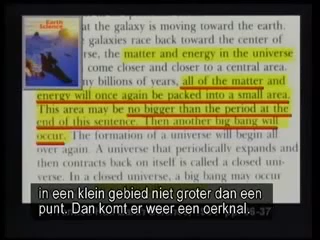 Earth
Science
at the galaxy is moving toward the earth.
e galaxies race back toward the center of
se, the matter and energy in the universe
come closer and closer to a central area.
ny billions of years, all of the matter and
energy will once again be packed into a small area.
This area may be no bigger than the period at the
end of this sentence. Then another big bang will
occur. The formation of a universe will begin all
over again. A universe that periodically expands and
then contracts back on itself is called a closed uni-
verse. In a closed universe, a big bang may occur
in een klein gebied niet groter dan een
punt. Dan komt er weer een oerknal.
-37